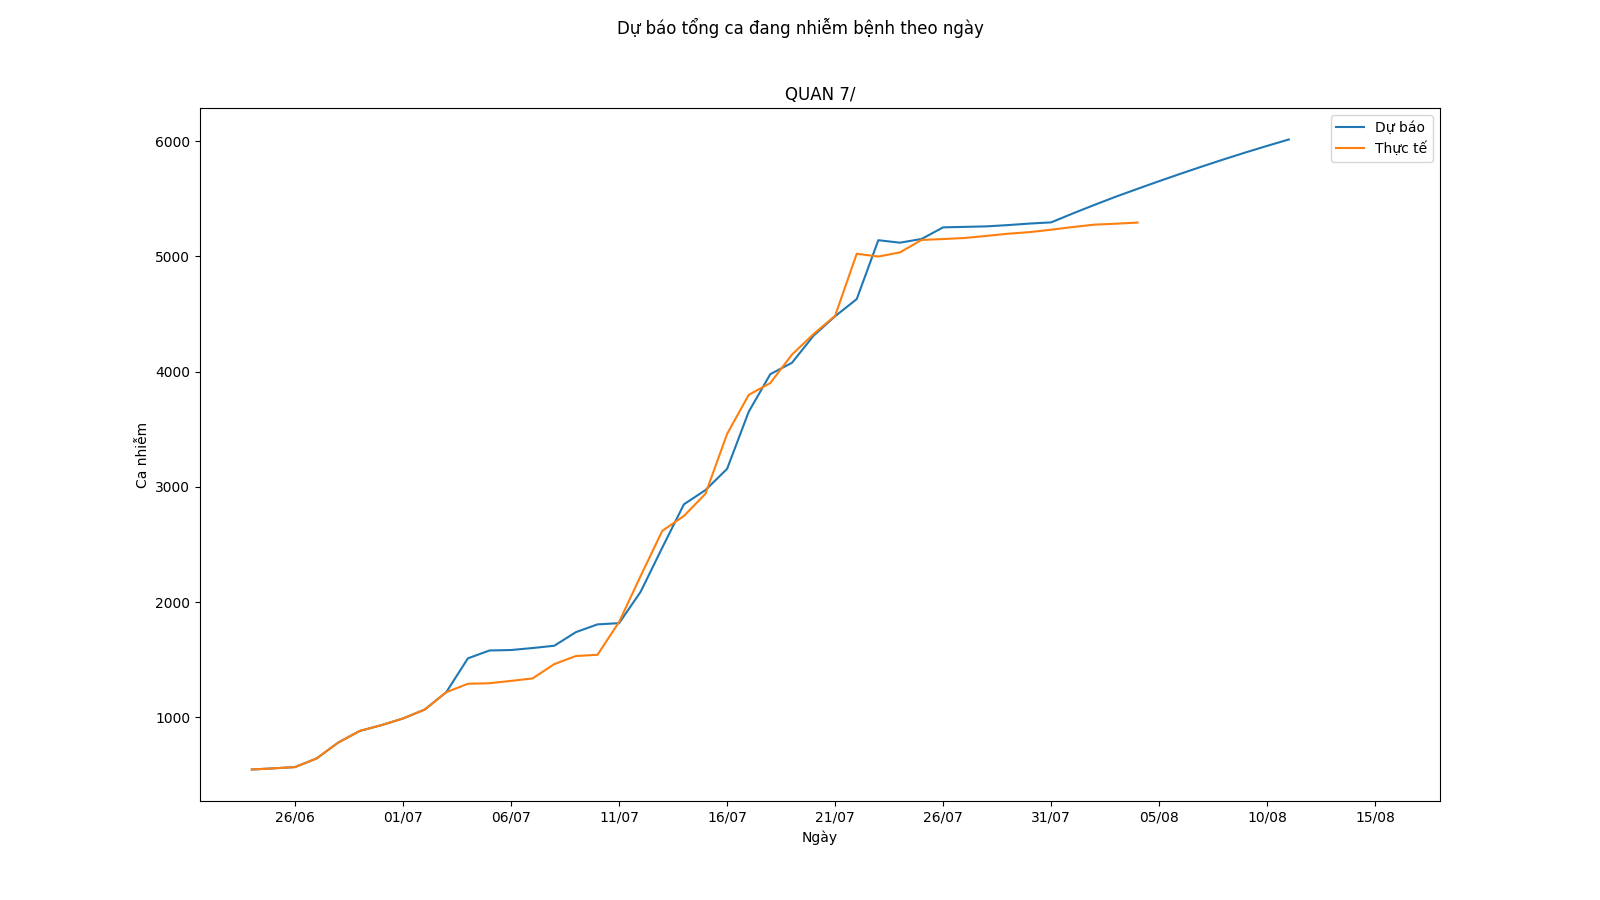 Dự báo tổng ca đang nhiễm bệnh theo ngày
QUAN 7/
Dự báo
Thực tế
Ca nhiễm
6000
5000
4000
3000
2000
1000
26/06 01/07 06/07 11/07 16/07 21/07 26/07 31/07 05/08 10/08 15/08
Ngày